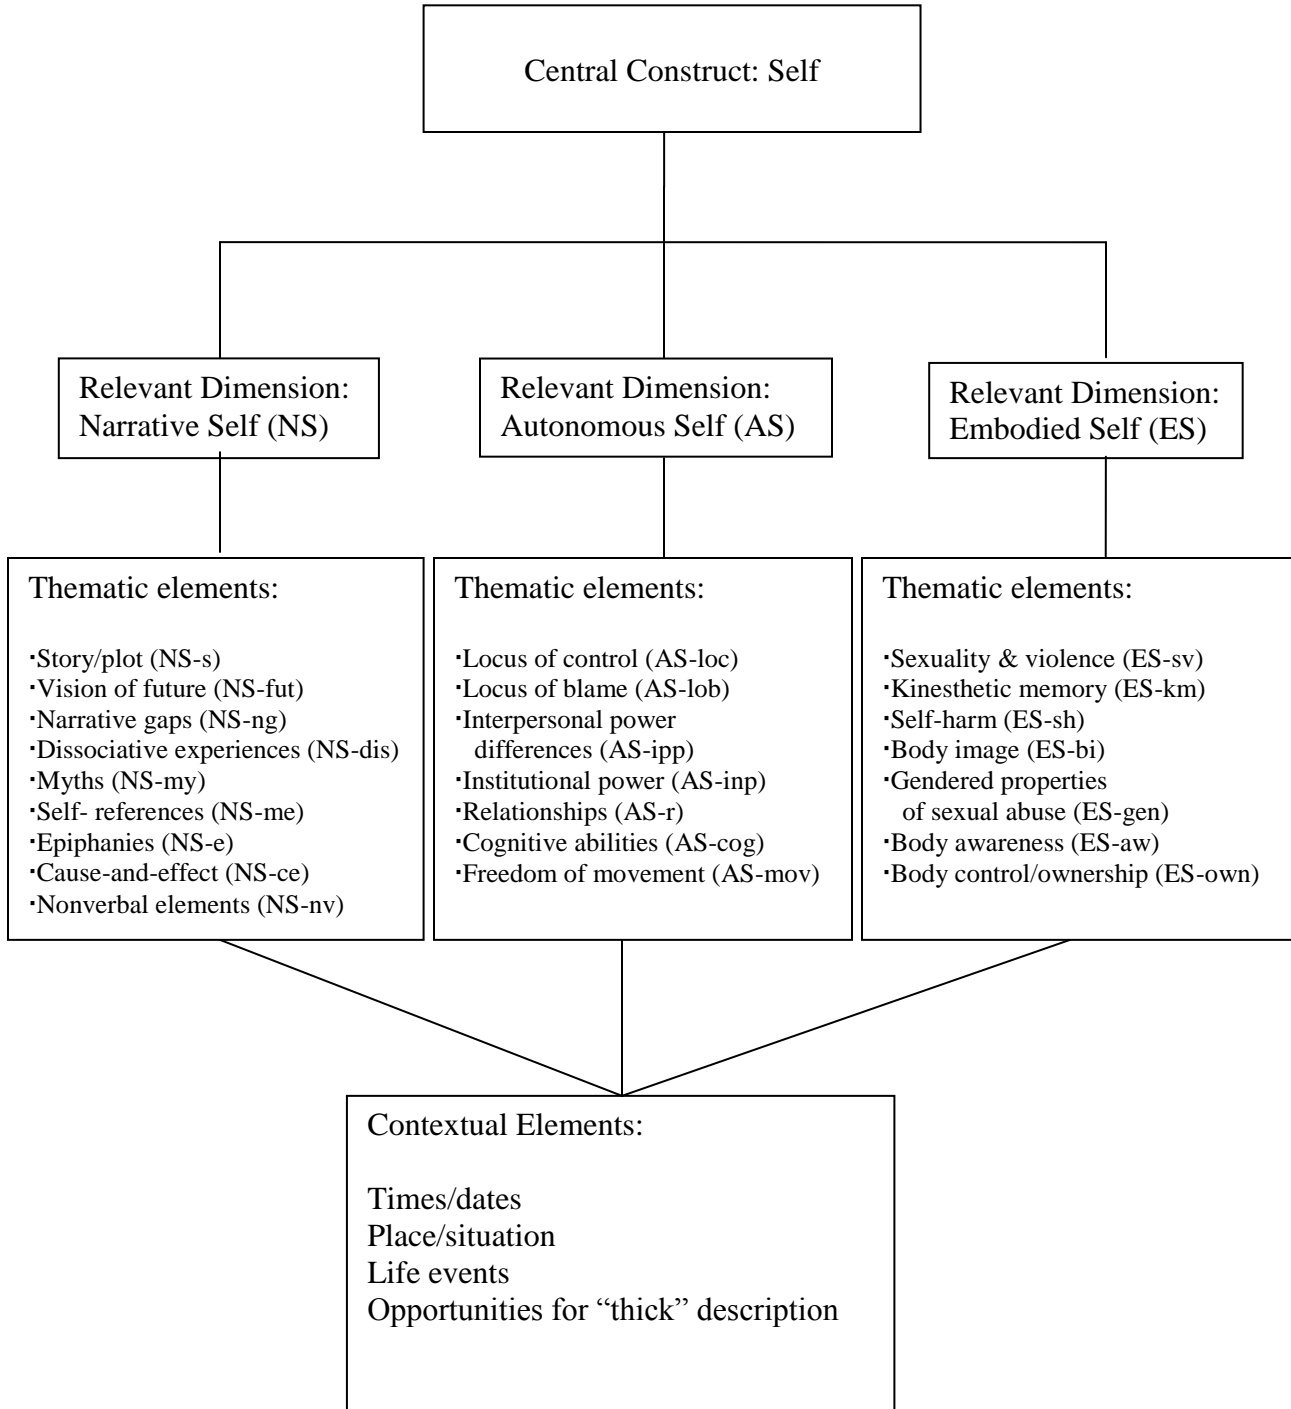 Central Construct: Self
Relevant Dimension:
Narrative Self (NS)
Relevant Dimension:
Autonomous Self (AS)
Relevant Dimension:
Embodied Self (ES)
Thematic elements:
·Story/plot (NS-s)
·Vision of future (NS-fut)
·Narrative gaps (NS-ng)
·Dissociative experiences (NS-dis)
·Myths (NS-my)
·Self- references (NS-me)
·Epiphanies (NS-e)
·Cause-and-effect (NS-ce)
·Nonverbal elements (NS-nv)
Thematic elements:
·Locus of control (AS-loc)
·Locus of blame (AS-lob)
·Interpersonal power
differences (AS-ipp)
·Institutional power (AS-inp)
·Relationships (AS-r)
·Cognitive abilities (AS-cog)
·Freedom of movement (AS-mov)
Thematic elements:
·Sexuality & violence (ES-sv)
·Kinesthetic memory (ES-km)
·Self-harm (ES-sh)
·Body image (ES-bi)
·Gendered properties
of sexual abuse (ES-gen)
·Body awareness (ES-aw)
·Body control/ownership (ES-own)
Contextual Elements:
Times/dates
Place/situation
Life events
Opportunities for “thick” description